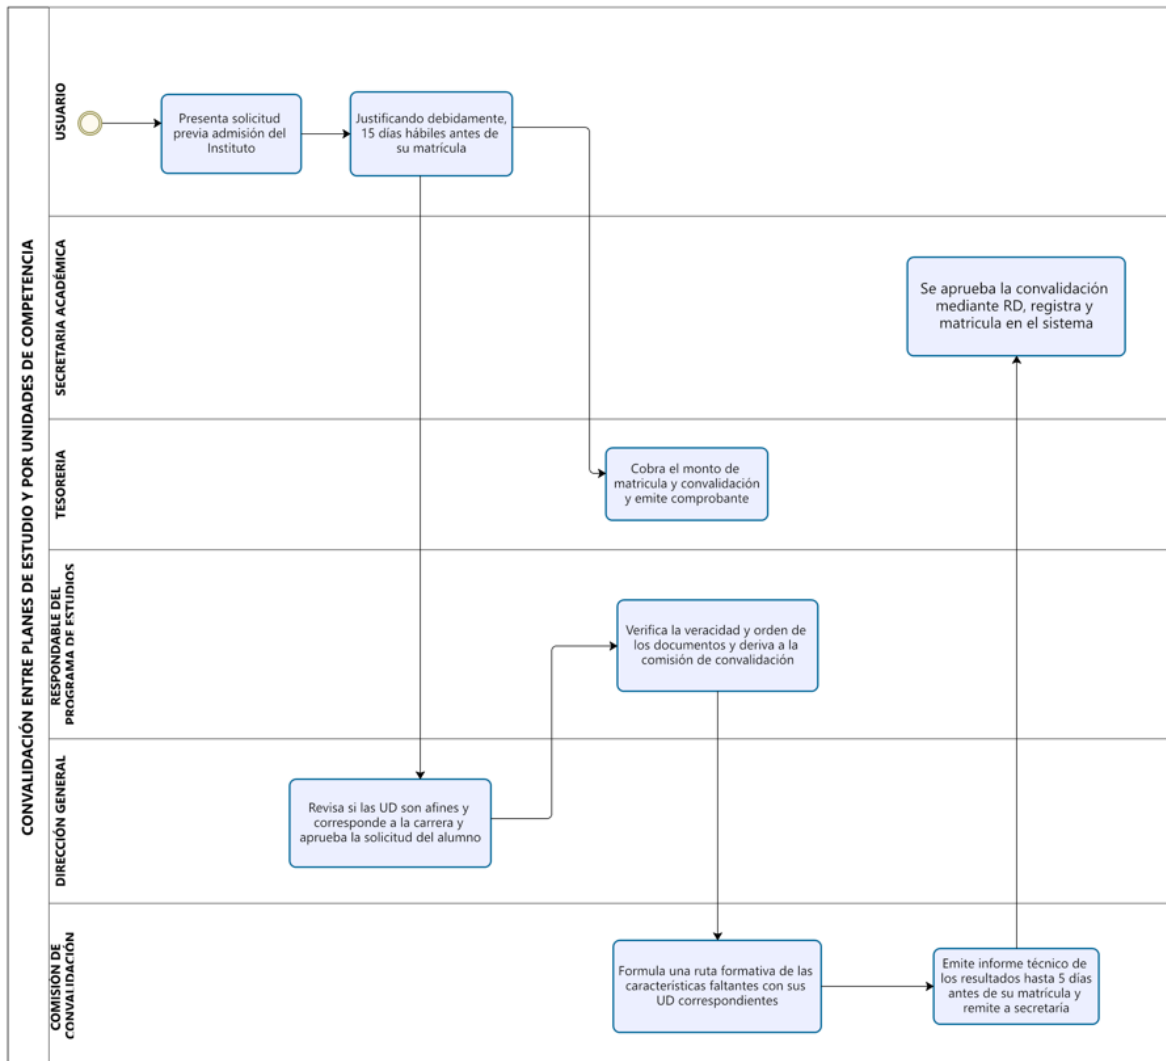 CONVALIDACIÓN ENTRE PLANES DE ESTUDIO Y POR UNIDADES DE COMPETENCIA
USUARIO
Presenta solicitud
previa admisión del
Instituto
Justificando debidamente,
15 días hábiles antes de
su matrícula
SECRETARIA ACADÉMICA
Se aprueba la convalidación
mediante RD, registra y
matricula en el sistema
TESORERIA
Cobra el monto de
matricula y convalidación
y emite comprobante
RESPONDABLE DEL
PROGRAMA DE ESTUDIOS
Verifica la veracidad y orden de
los documentos y deriva a la
comisión de convalidación
DIRECCIÓN GENERAL
Revisa si las UD son afines y
corresponde a la carrera y
aprueba la solicitud del alumno
COMISION DE
CONVALIDACIÓN
Formula una ruta formativa de las
características faltantes con sus
UD correspondientes
Emite informe técnico de
los resultados hasta 5 días
antes de su matrícula y
remite a secretaría